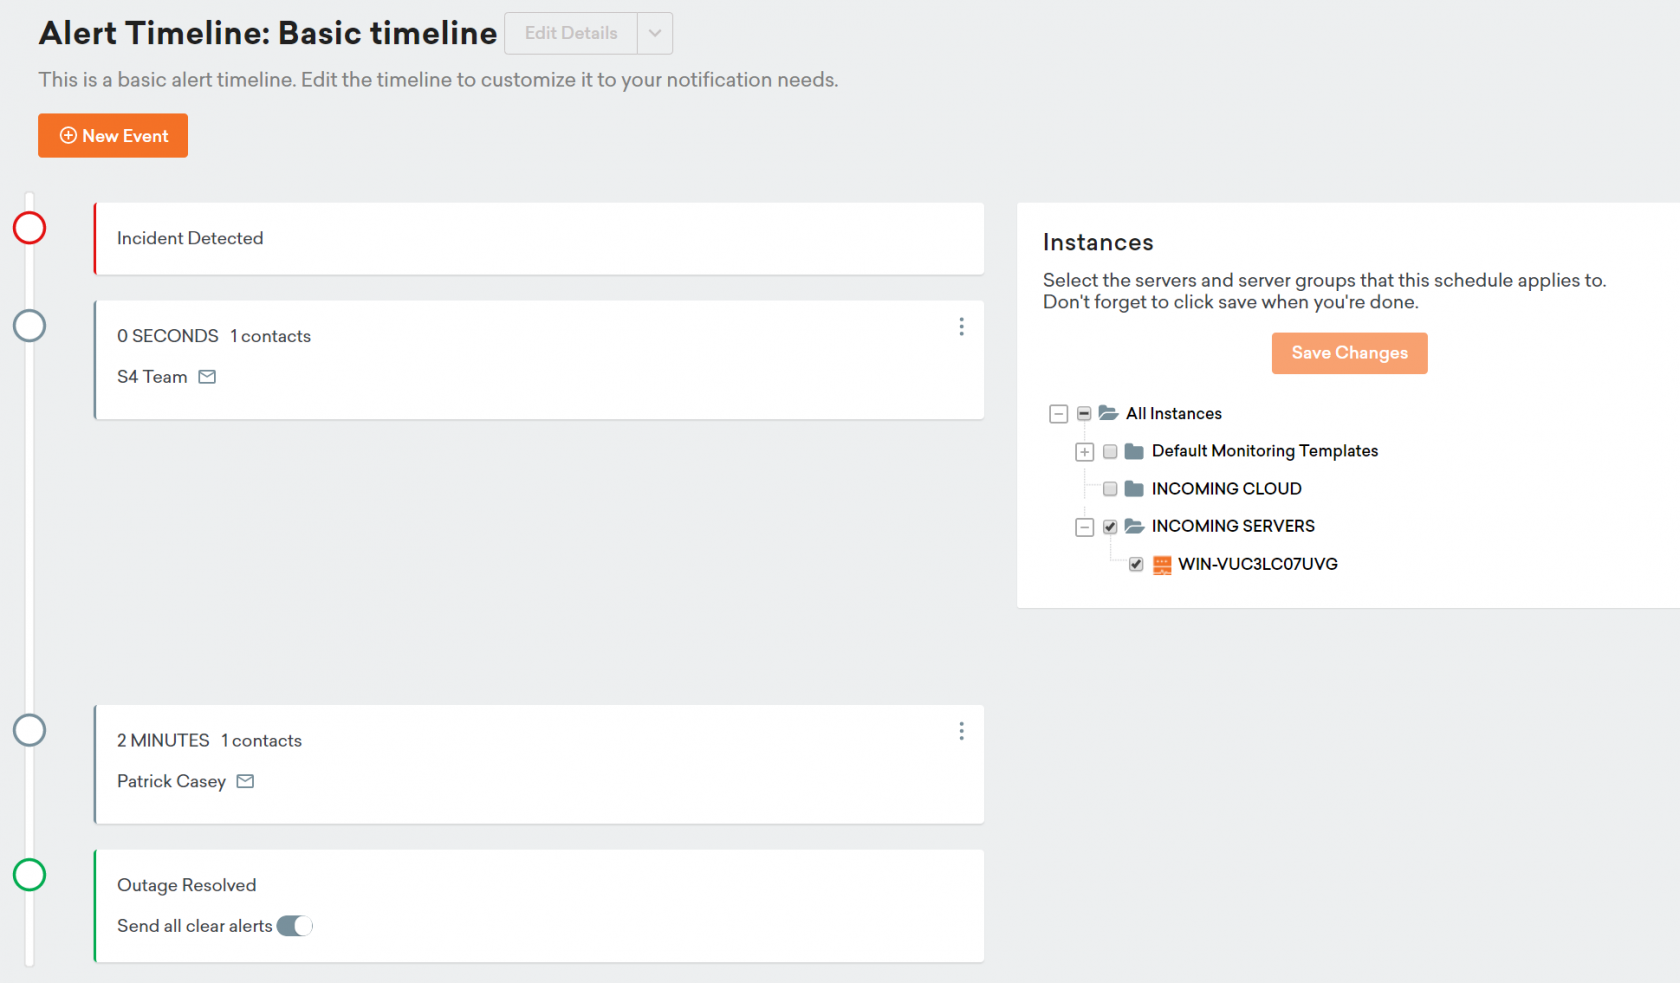 Alert Timeline: Basic timeline
Edit Details
This is a basic alert timeline. Edit the timeline to customize it to your notification needs.
New Event
Incident Detected
0 SECONDS 1 contacts
S4 Team
2 MINUTES 1 contacts
Patrick Casey
Outage Resolved
Send all clear alerts
Instances
Select the servers and server groups that this schedule applies to.
Don't forget to click save when you're done.
Save Changes
All Instances
Default Monitoring Templates
INCOMING CLOUD
INCOMING SERVERS
WIN-VUC3LC07UVG